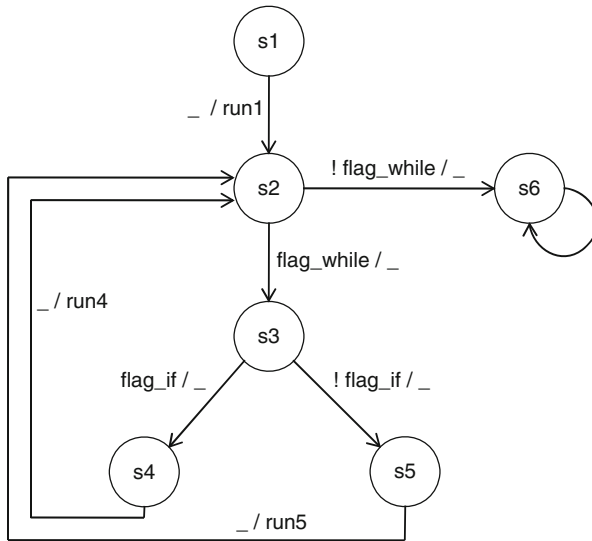 s1
_ / run1
s2
! flag_while / _
s6
flag_while / _
_ / run4
s3
flag_if / _
! flag_if / _
s4
s5
_ / run5